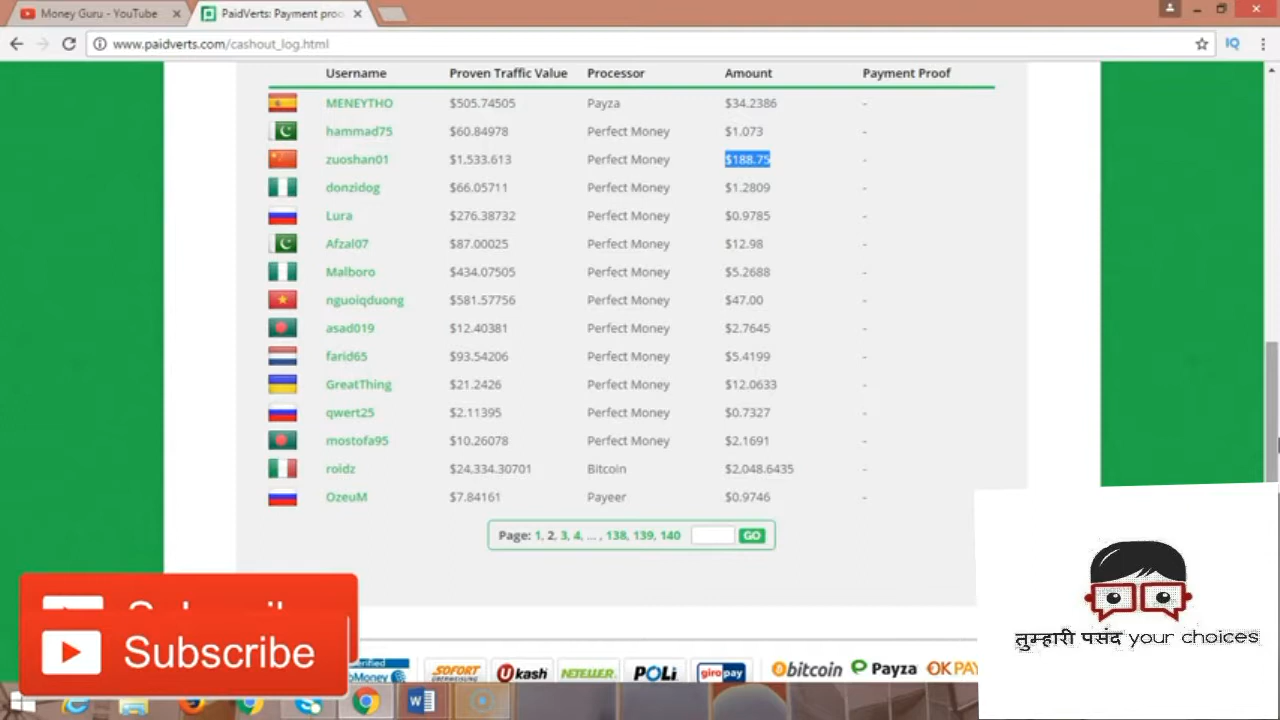 Money Guru - YouTube
PaidVerts: Payment proo
www.paidverts.com/cashout_log.html
IQ
Username Proven Traffic Value Processor Amount Payment Proof
MENEYTHO $505.74505 Payza $34.2386 -
hammad75 $60.84978 Perfect Money $1.073 -
zuoshan01 $1,533.613 Perfect Money $188.75 -
donzidog $66.05711 Perfect Money $1.2809 -
Lura $276.38732 Perfect Money $0.9785 -
Afzal07 $87.00025 Perfect Money $12.98 -
Malboro $434.07505 Perfect Money $5.2688 -
nguoiqduong $581.57756 Perfect Money $47.00 -
asad019 $12.40381 Perfect Money $2.7645 -
farid65 $93.54206 Perfect Money $5.4199 -
GreatThing $21.2426 Perfect Money $12.0633 -
qwert25 $2.11395 Perfect Money $0.7327 -
mostofa95 $10.26078 Perfect Money $2.1691 -
roidz $24,334.30701 Bitcoin $2,048.6435 -
OzeuM $7.84161 Payeer $0.9746 -
Page: 1, 2, 3, 4, ... , 138, 139, 140 GO
Subscribe
तुम्हारी पसंद your choices
SOFORT Ukash NETELLER POLi giropay bitcoin Payza OKPAY